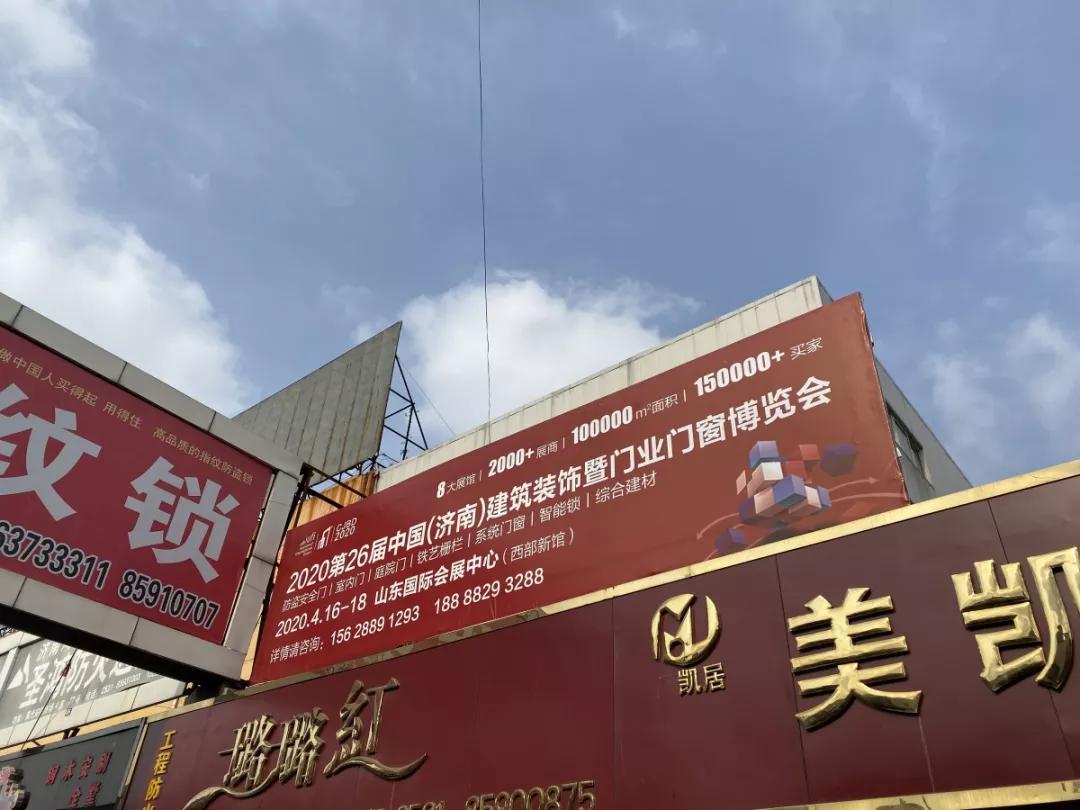 做中国人买得起 用得住 高品质的指纹防盗锁
纹锁
63733311 85910707
8大展馆 | 2000+展商 | 100000m²面积 | 150000+买家
2020
2020第26届中国(济南)建筑装饰暨门业门窗博览会
防盗安全门 | 室内门 | 庭院门 | 铁艺栅栏 | 系统门窗 | 智能锁 | 综合建材
2020.4.16-18 山东国际会展中心(西部新馆)
详情请咨询: 156 2889 1293 188 8829 3288
凯居
美凯
璐璐红
工程防
85900875